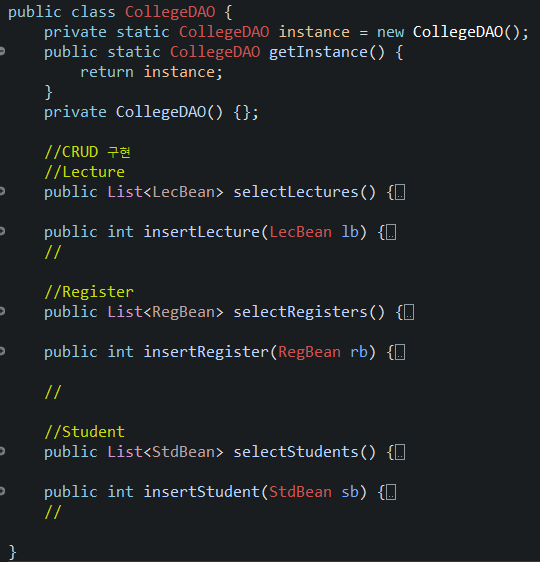 public class CollegeDAO {
private static CollegeDAO instance = new CollegeDAO();
public static CollegeDAO getInstance() {
return instance;
}
private CollegeDAO() {};
//CRUD 구현
//Lecture
public List<LecBean> selectLectures() {..
public int insertLecture(LecBean lb) {..
//
//Register
public List<RegBean> selectRegisters() {..
public int insertRegister(RegBean rb) {..
//
//Student
public List<StdBean> selectStudents() {..
public int insertStudent(StdBean sb) {..
//
}